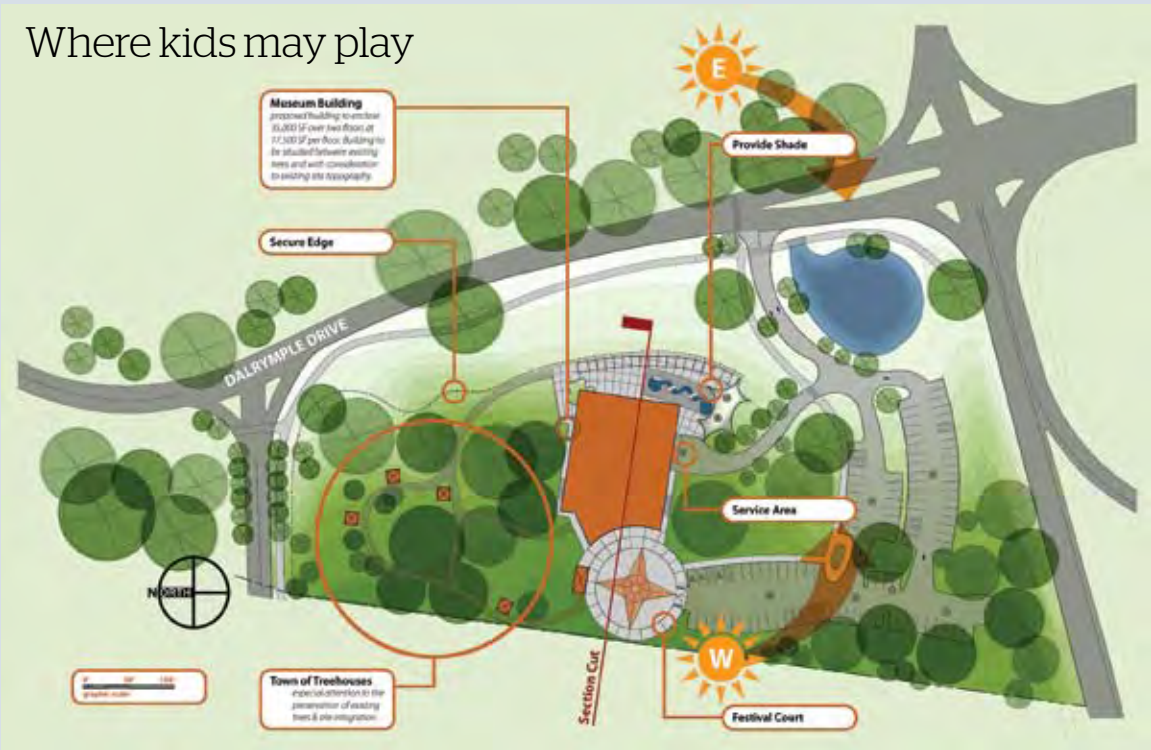 Where kids may play
E
Museum Building
proposed building to enclose
35,000 SF over two floors at
17,500 SF per floor. Building to
be situated between existing
trees and with consideration
to existing site topography.
Provide Shade
Secure Edge
DALRYMPLE DRIVE
Service Area
NORTH
W
Section Cut
Town of Treehouses
especial attention to the
preservation of existing
trees & site integration.
Festival Court
graphic scale